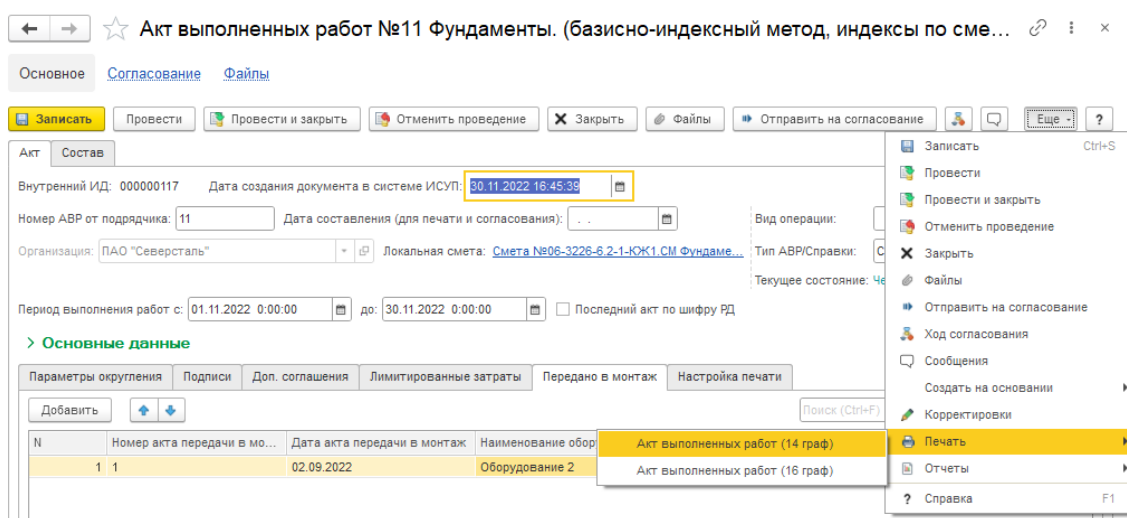 Акт выполненных работ №11 Фундаменты. (базисно-индексный метод, индексы по сме...
Основное Согласование Файлы
Записать Провести Провести и закрыть Отменить проведение Закрыть Файлы Отправить на согласование Еще ?
Акт Состав
Внутренний ИД: 000000117 Дата создания документа в системе ИСУП: 30.11.2022 16:45:39
Номер АВР от подрядчика: 11 Дата составления (для печати и согласования): . . Вид операции:
Организация: ПАО "Северсталь" Локальная смета: Смета №06-3226-6.2-1-КЖ1.СМ Фундаме... Тип АВР/Справки: С
Текущее состояние: Че
Период выполнения работ с: 01.11.2022 0:00:00 до: 30.11.2022 0:00:00 Последний акт по шифру РД
Основные данные
Параметры округления Подписи Доп. соглашения Лимитированные затраты Передано в монтаж Настройка печати
Добавить Поиск (Ctrl+F)
N Номер акта передачи в мо... Дата акта передачи в монтаж Наименование обор
1 1 02.09.2022 Оборудование 2
Записать Ctrl+S
Провести
Провести и закрыть
Отменить проведение
Закрыть
Файлы
Отправить на согласование
Ход согласования
Сообщения
Создать на основании
Корректировки
Печать
Отчеты
? Справка F1
Акт выполненных работ (14 граф)
Акт выполненных работ (16 граф)